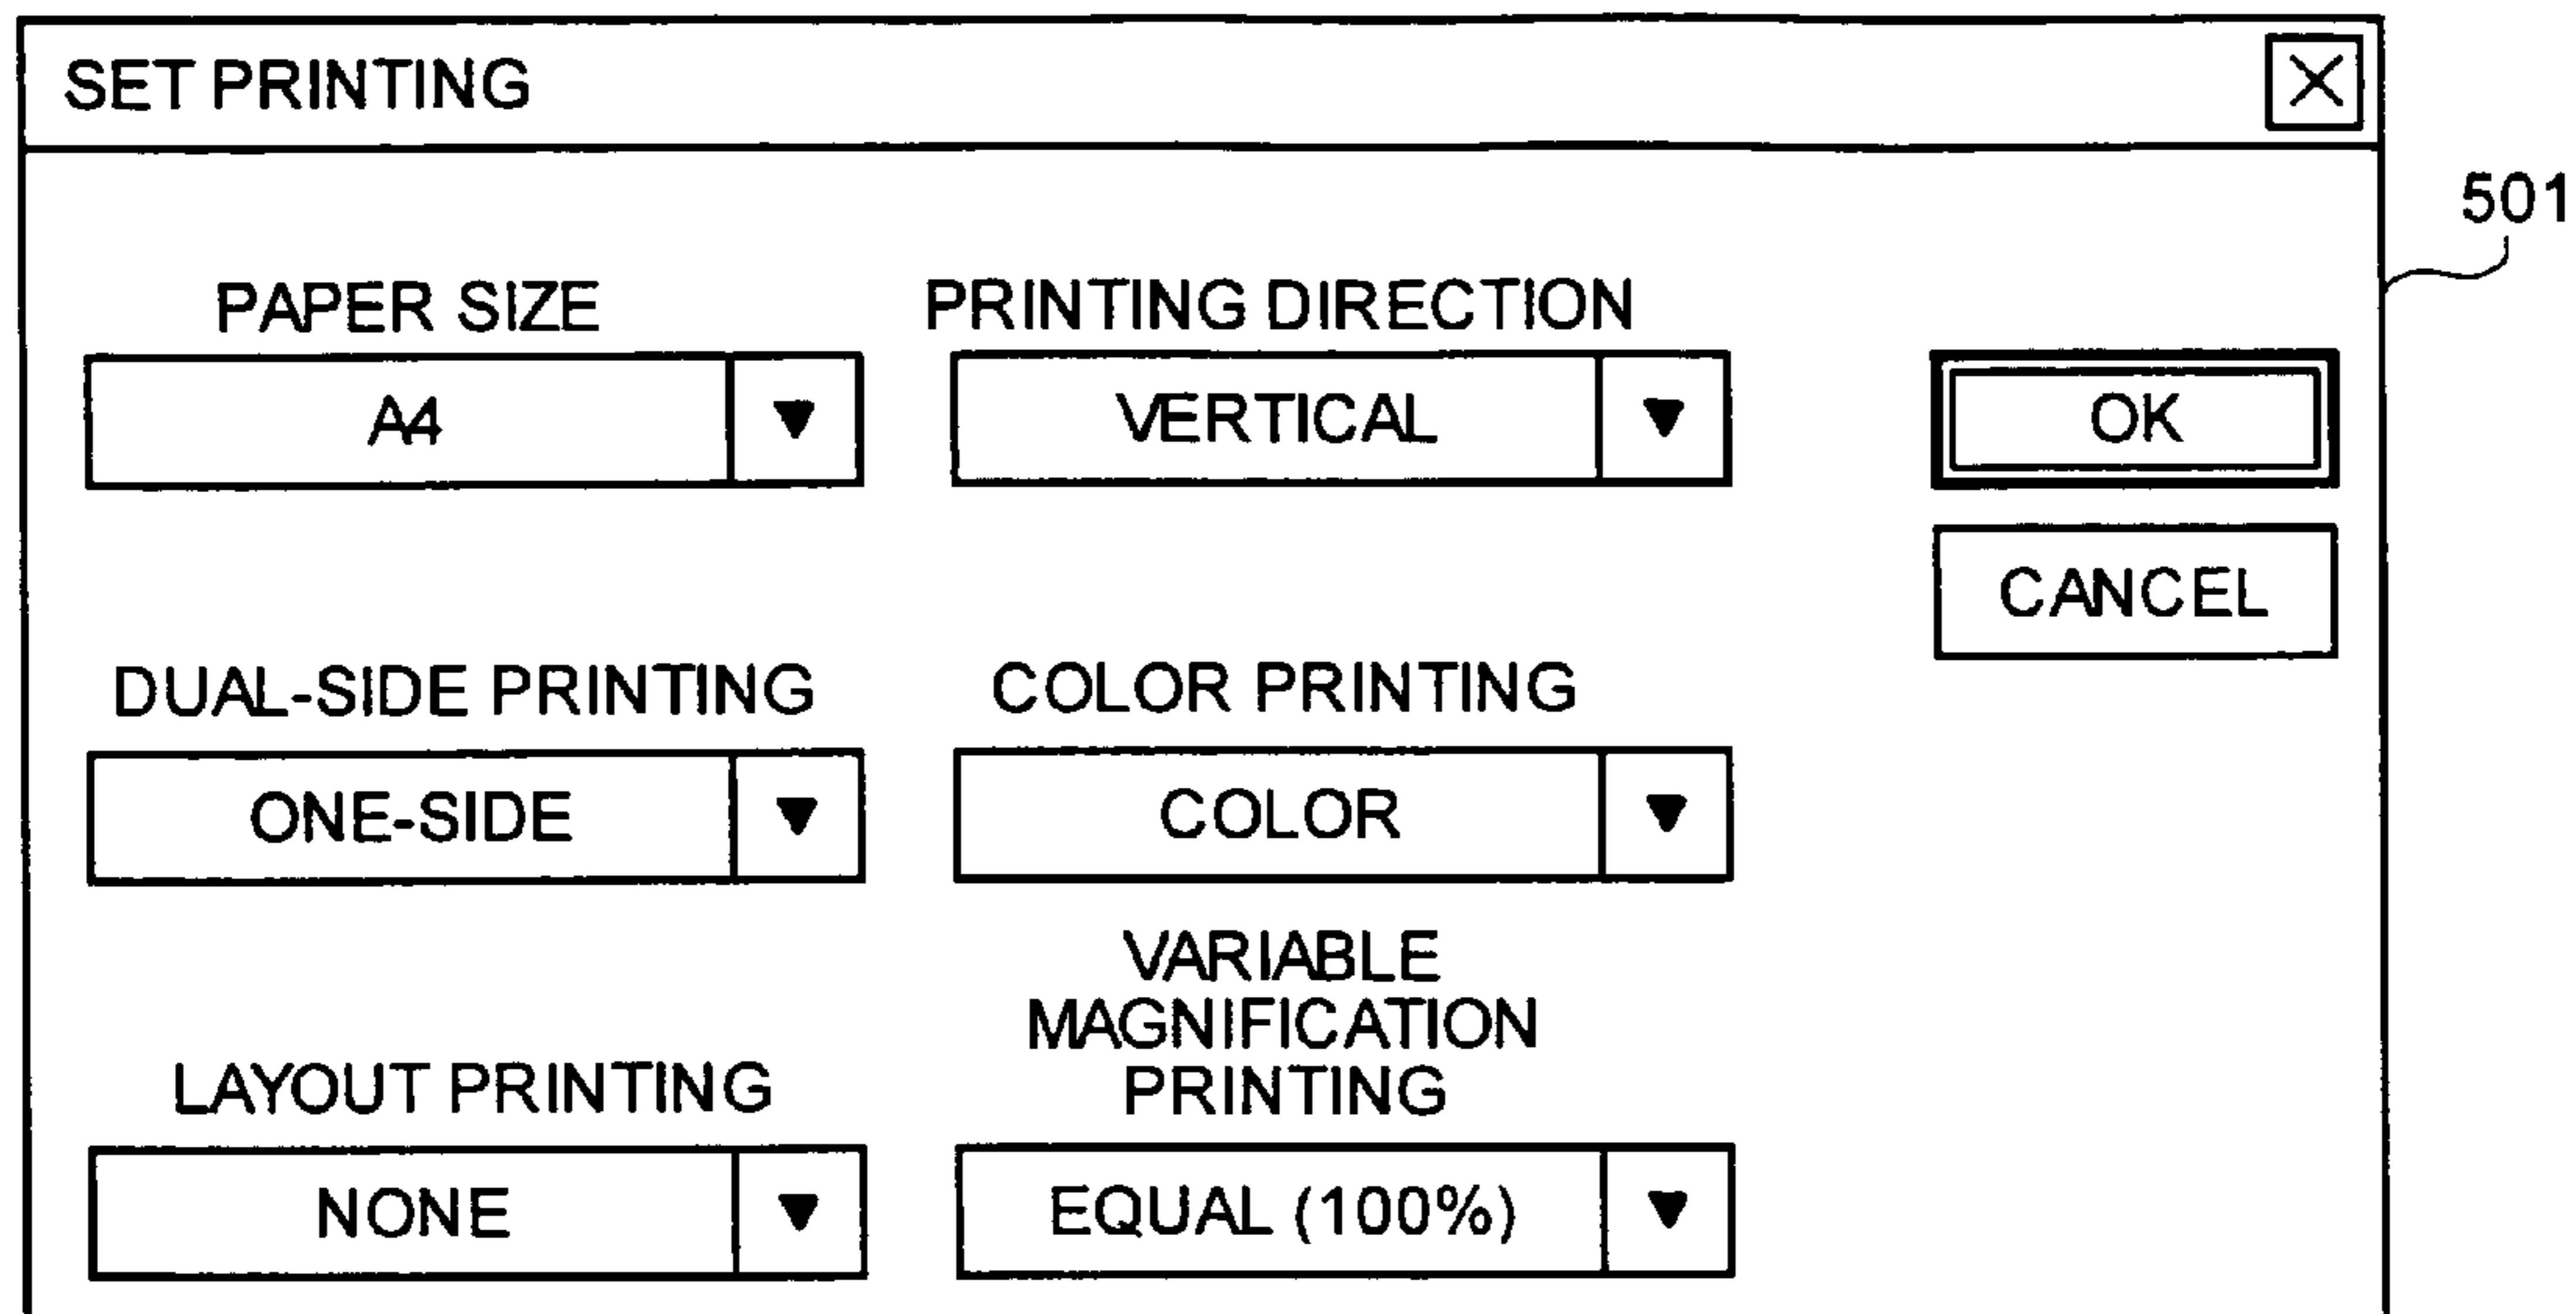 SET PRINTING
501
PAPER SIZE
PRINTING DIRECTION
A4
VERTICAL
OK
CANCEL
DUAL-SIDE PRINTING
COLOR PRINTING
ONE-SIDE
COLOR
LAYOUT PRINTING
VARIABLE
MAGNIFICATION
PRINTING
NONE
EQUAL (100%)